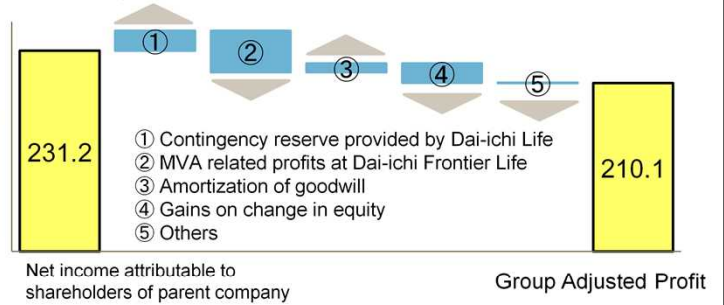 ①
②
③
④
⑤
231.2
① Contingency reserve provided by Dai-ichi Life
② MVA related profits at Dai-ichi Frontier Life
③ Amortization of goodwill
④ Gains on change in equity
⑤ Others
210.1
Net income attributable to
shareholders of parent company
Group Adjusted Profit